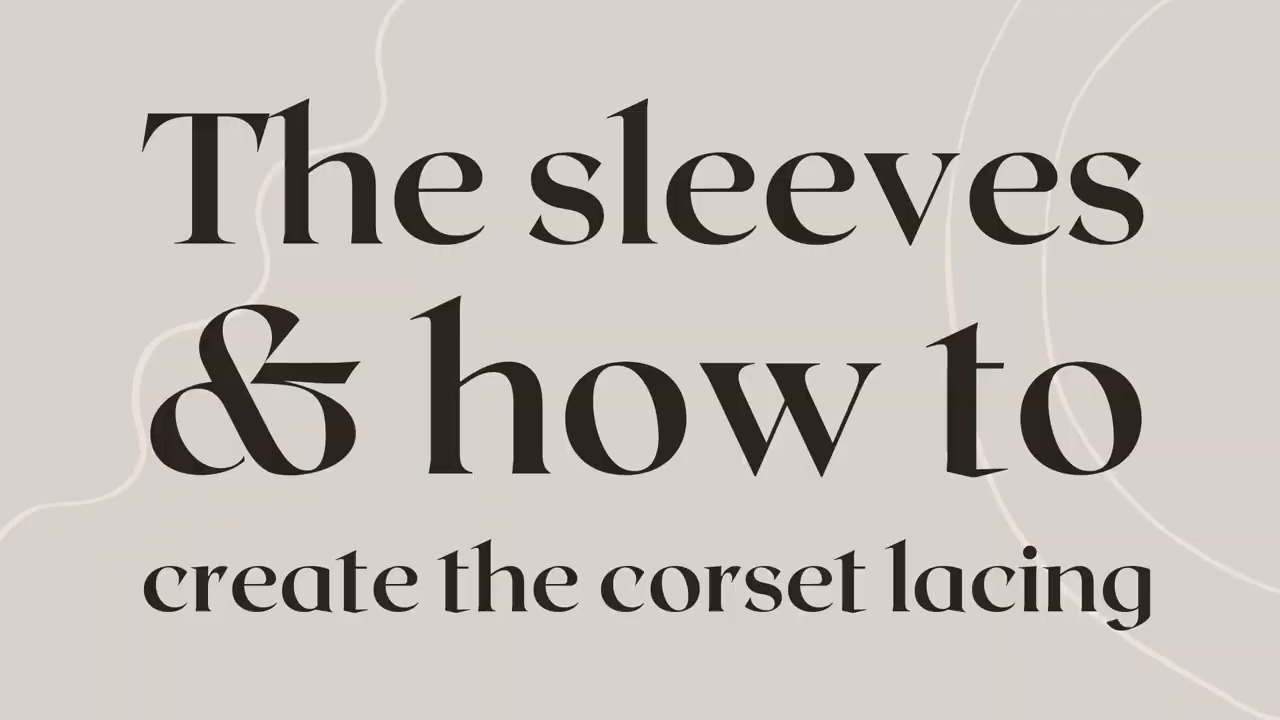 The sleeves
& how to
create the corset lacing